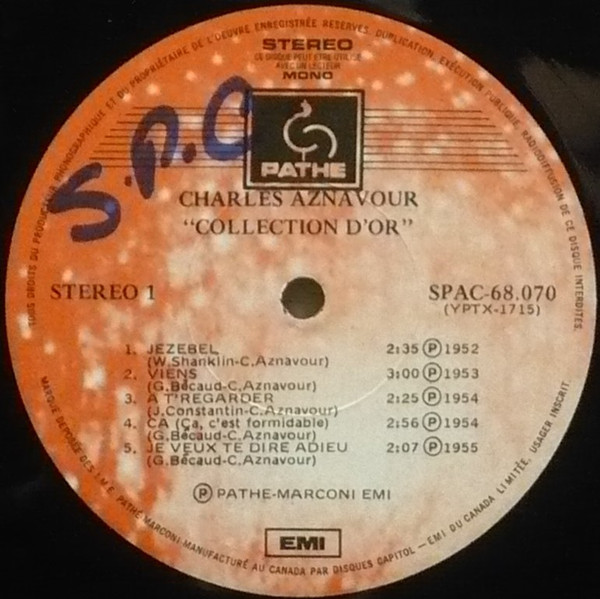 TOUS DROITS DU PRODUCTEUR PHONOGRAPHIQUE ET DU PROPRIÉTAIRE DE L'OEUVRE ENREGISTRÉE RÉSERVÉS. DUPLICATION, EXÉCUTION PUBLIQUE, RADIODIFFUSION DE CE DISQUE INTERDITES.
STEREO
CE DISQUE PEUT ÊTRE UTILISÉ
AVEC UN LECTEUR
MONO
S.P.C
PATHE
CHARLES AZNAVOUR
"COLLECTION D'OR"
STEREO 1
SPAC-68.070
(YPTX-1715)
1. JEZEBEL 2:35 Ⓟ 1952
(W.Shanklin-C.Aznavour)
2. VIENS 3:00 Ⓟ 1953
(G.Bécaud-C.Aznavour)
3. A T'REGARDER 2:25 Ⓟ 1954
(J.Constantin-C.Aznavour)
4. CA (Ça, c'est formidable) 2:56 Ⓟ 1954
(G.Bécaud-C.Aznavour)
5. JE VEUX TE DIRE ADIEU 2:07 Ⓟ 1955
(G.Bécaud-C.Aznavour)
Ⓟ PATHE-MARCONI EMI
EMI
MARQUE DÉPOSÉE DES I.M.E. PATHÉ MARCONI MANUFACTURÉ AU CANADA PAR DISQUES CAPITOL — EMI DU CANADA LIMITÉE, USAGER INSCRIT.